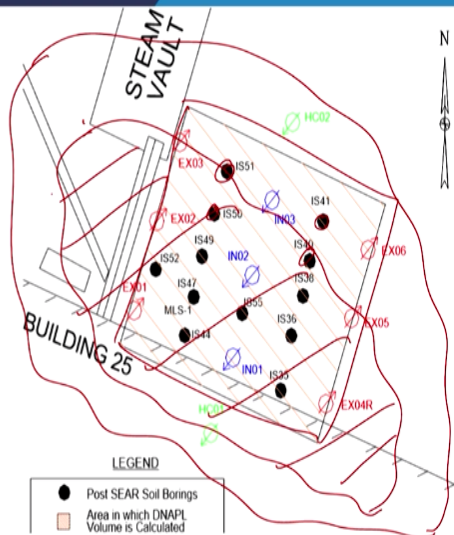 STEAM
VAULT
N
HC02
EX03
IS51
IS41
IS50
IN03
EX02
IS49
IS40
EX06
IS52
IN02
IS47
IS38
EX01
MLS-1
IS55
EX05
IS44
IS36
BUILDING 25
IN01
IS35
HC01
EX04R
LEGEND
Post SEAR Soil Borings
Area in which DNAPL
Volume is Calculated